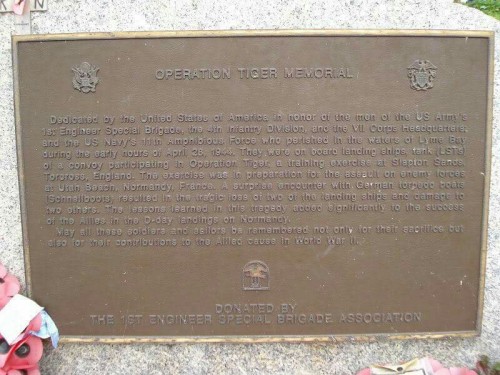 OPERATION TIGER MEMORIAL
Dedicated by the United States of America in honor of the men of the US Army's
1st Engineer Special Brigade, the 4th Infantry Division, and the VII Corps Headquarters,
and the US Navy's 11th Amphibious Force who perished in the waters of Lyme Bay
during the early hours of April 28, 1944. They were on board landing ships, tank (LSTs)
of a convoy participating in Operation Tiger, a training exercise at Slapton Sands,
Torcross, England. The exercise was in preparation for the assault on enemy forces
at Utah Beach, Normandy, France. A surprise encounter with German torpedo boats
(Schnellboots) resulted in the tragic loss of two of the landing ships and damage to
two others. The lessons learned in this tragedy added significantly to the success
of the Allies in the D-Day landings on Normandy.
May all these soldiers and sailors be remembered not only for their sacrifice but
also for their contributions to the Allied cause in World War II.
DONATED BY
THE 1ST ENGINEER SPECIAL BRIGADE ASSOCIATION